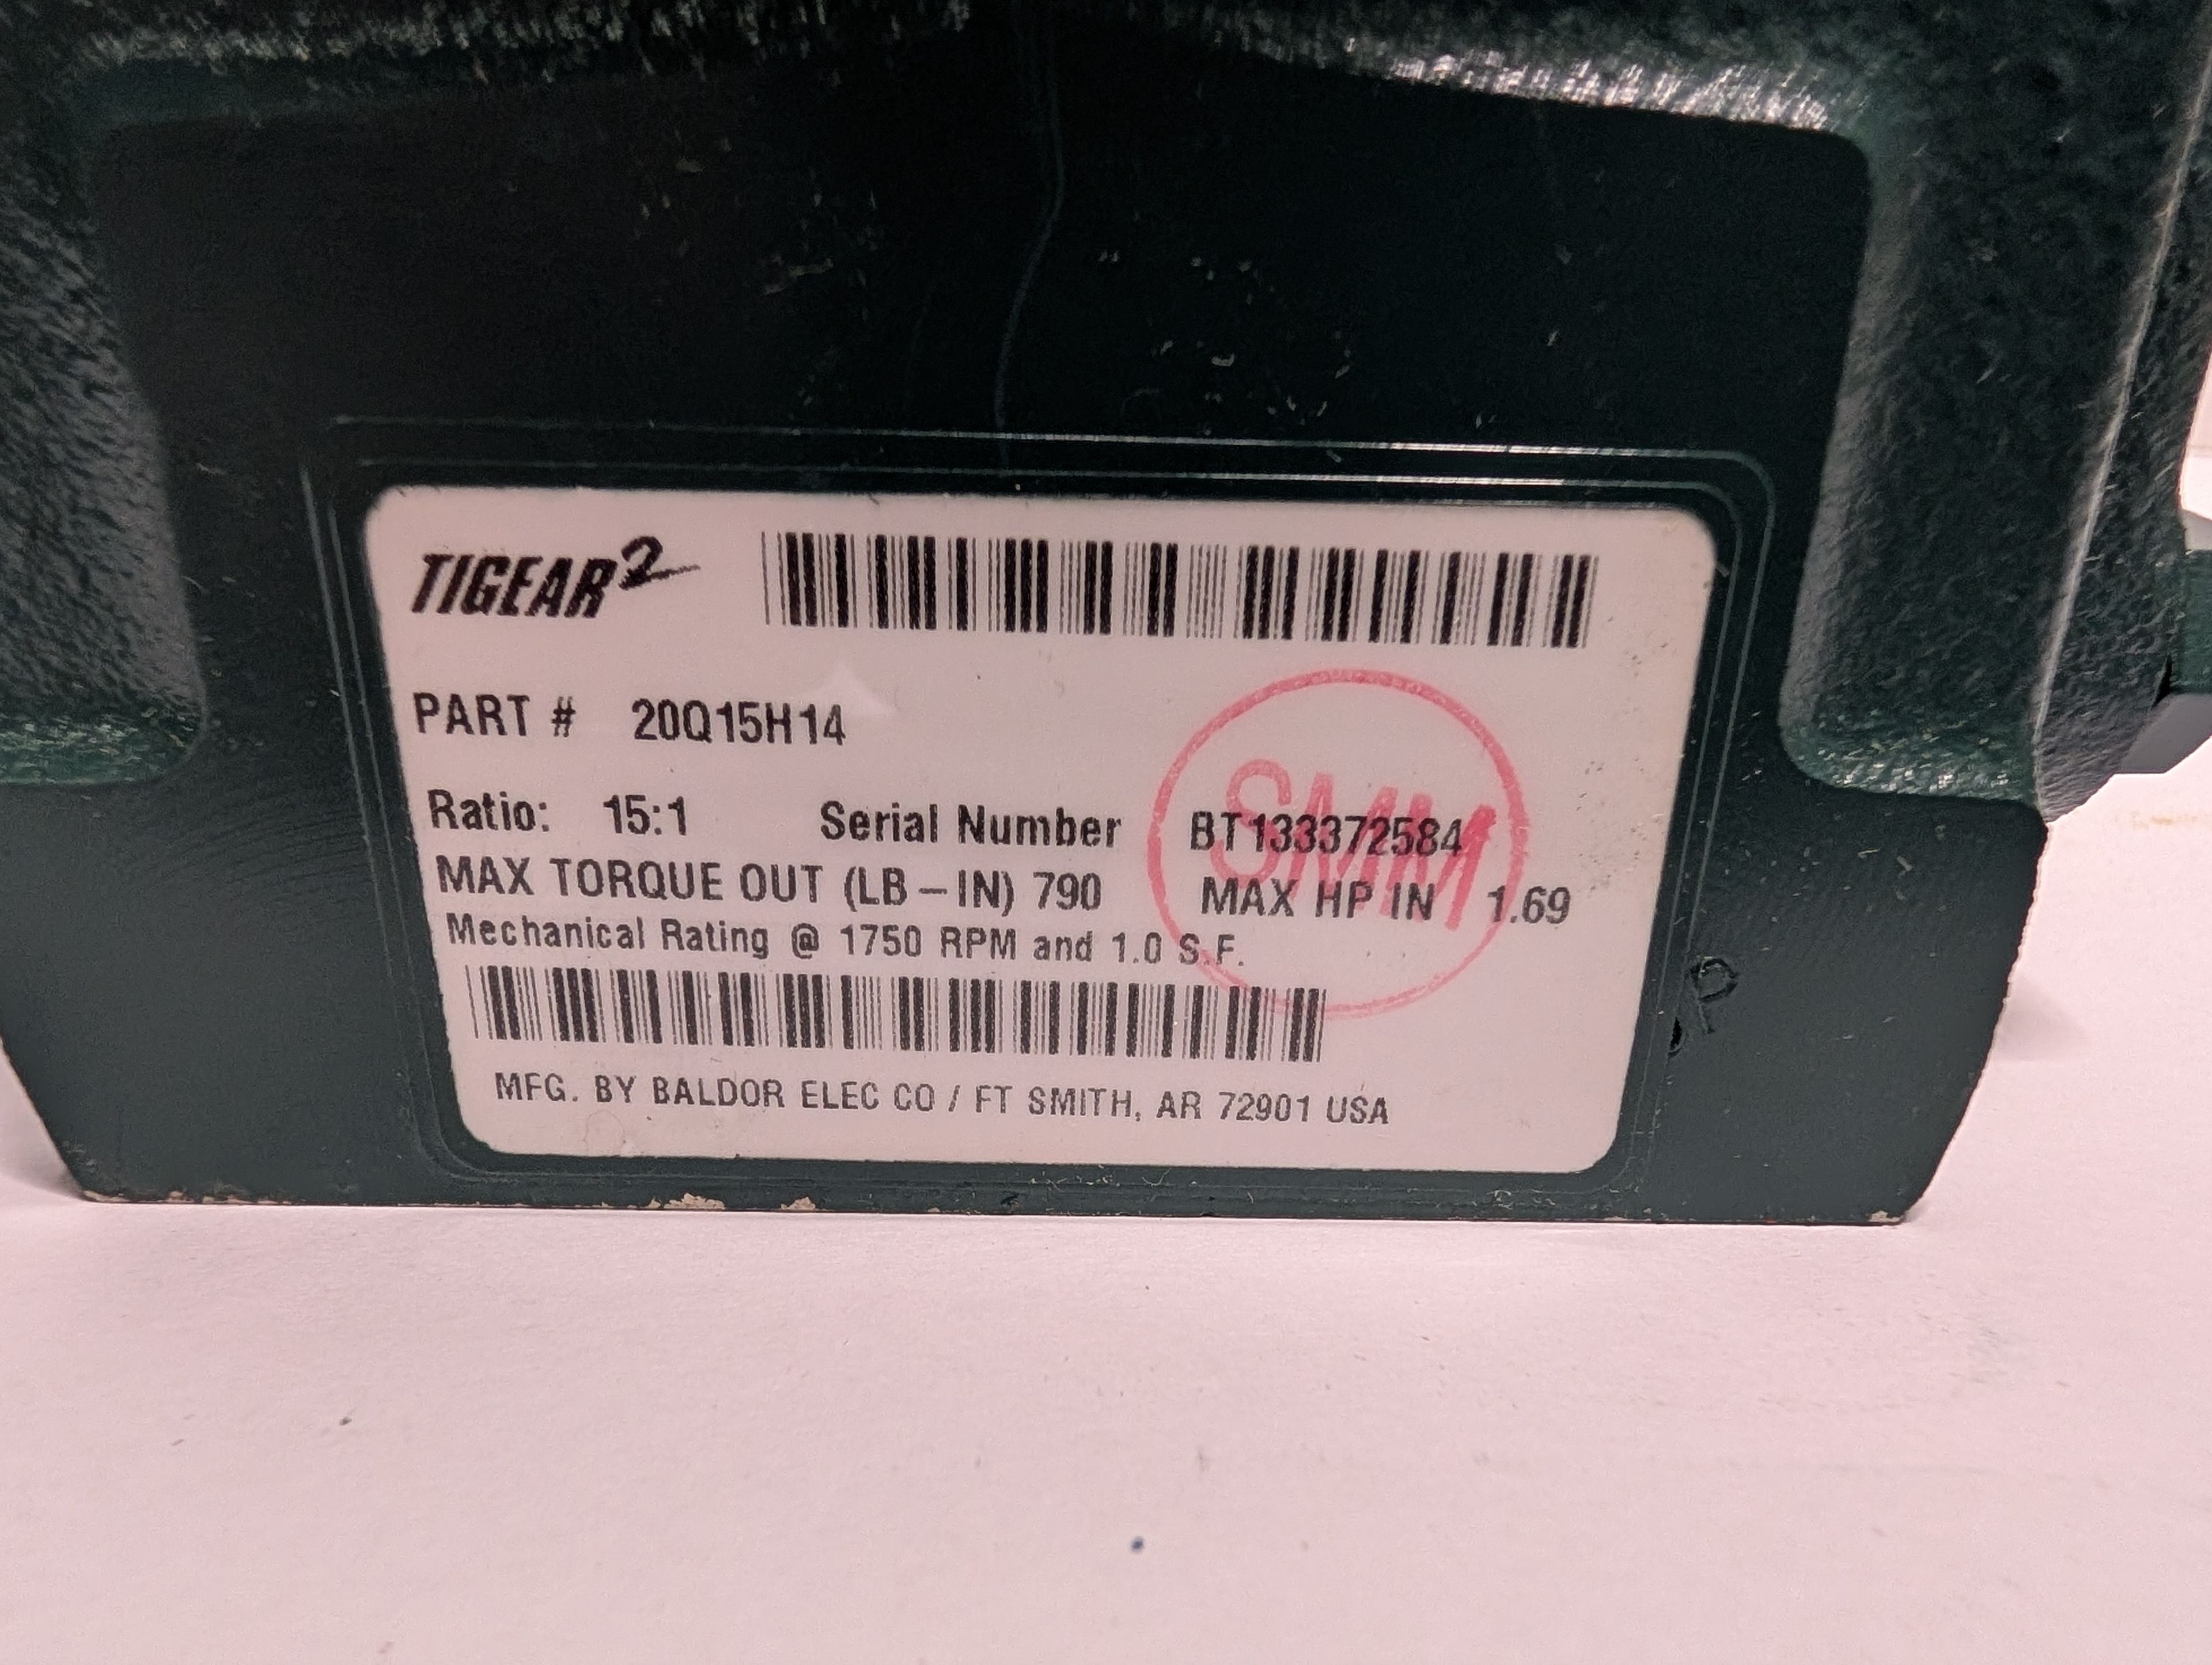 TIGEAR2
PART # 20Q15H14
Ratio: 15:1 Serial Number BT133372584
MAX TORQUE OUT (LB-IN) 790 MAX HP IN 1.69
Mechanical Rating @ 1750 RPM and 1.0 S.F.
MFG. BY BALDOR ELEC CO / FT SMITH, AR 72901 USA
SMM
P